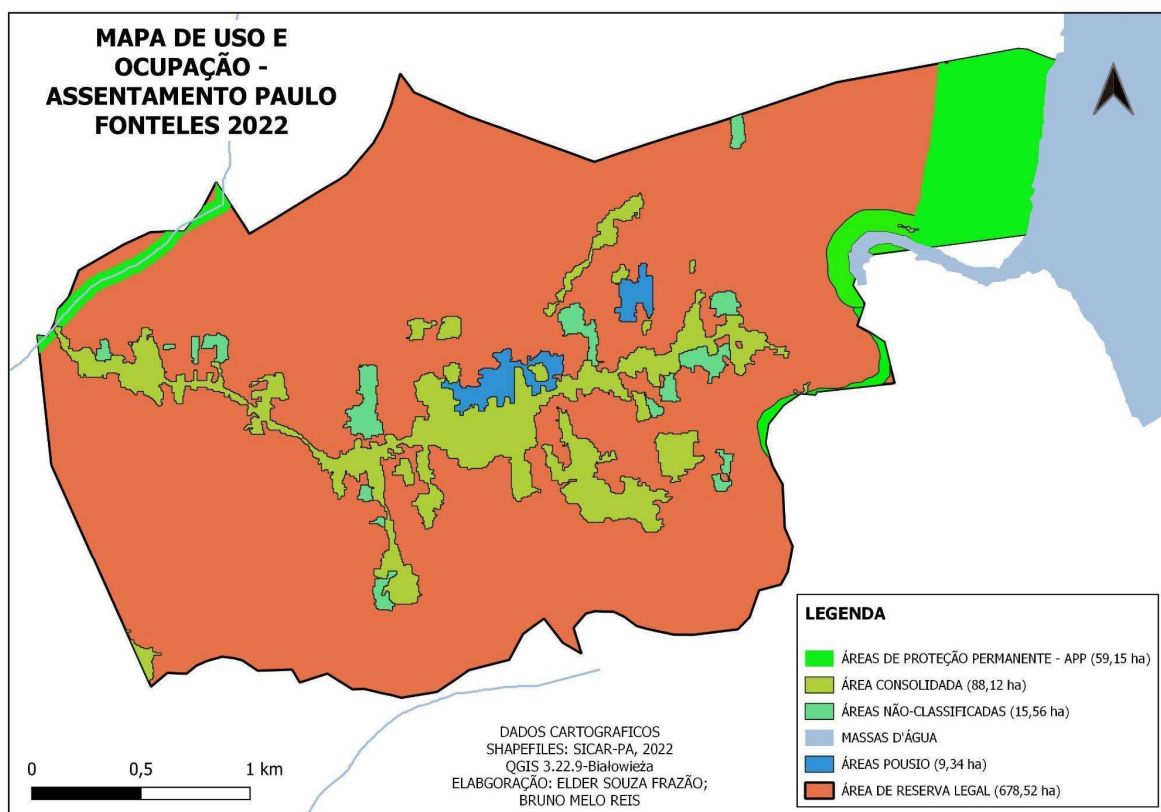 MAPA DE USO E
OCUPAÇÃO -
ASSENTAMENTO PAULO
FONTELES 2022
LEGENDA
ÁREAS DE PROTEÇÃO PERMANENTE - APP (59,15 ha)
ÁREA CONSOLIDADA (88,12 ha)
ÁREAS NÃO-CLASSIFICADAS (15,56 ha)
MASSAS D'ÁGUA
ÁREAS POUSIO (9,34 ha)
ÁREA DE RESERVA LEGAL (678,52 ha)
DADOS CARTOGRAFICOS
SHAPEFILES: SICAR-PA, 2022
QGIS 3.22.9-Białowieża
ELABGORAÇÃO: ELDER SOUZA FRAZÃO;
BRUNO MELO REIS
0 0,5 1 km